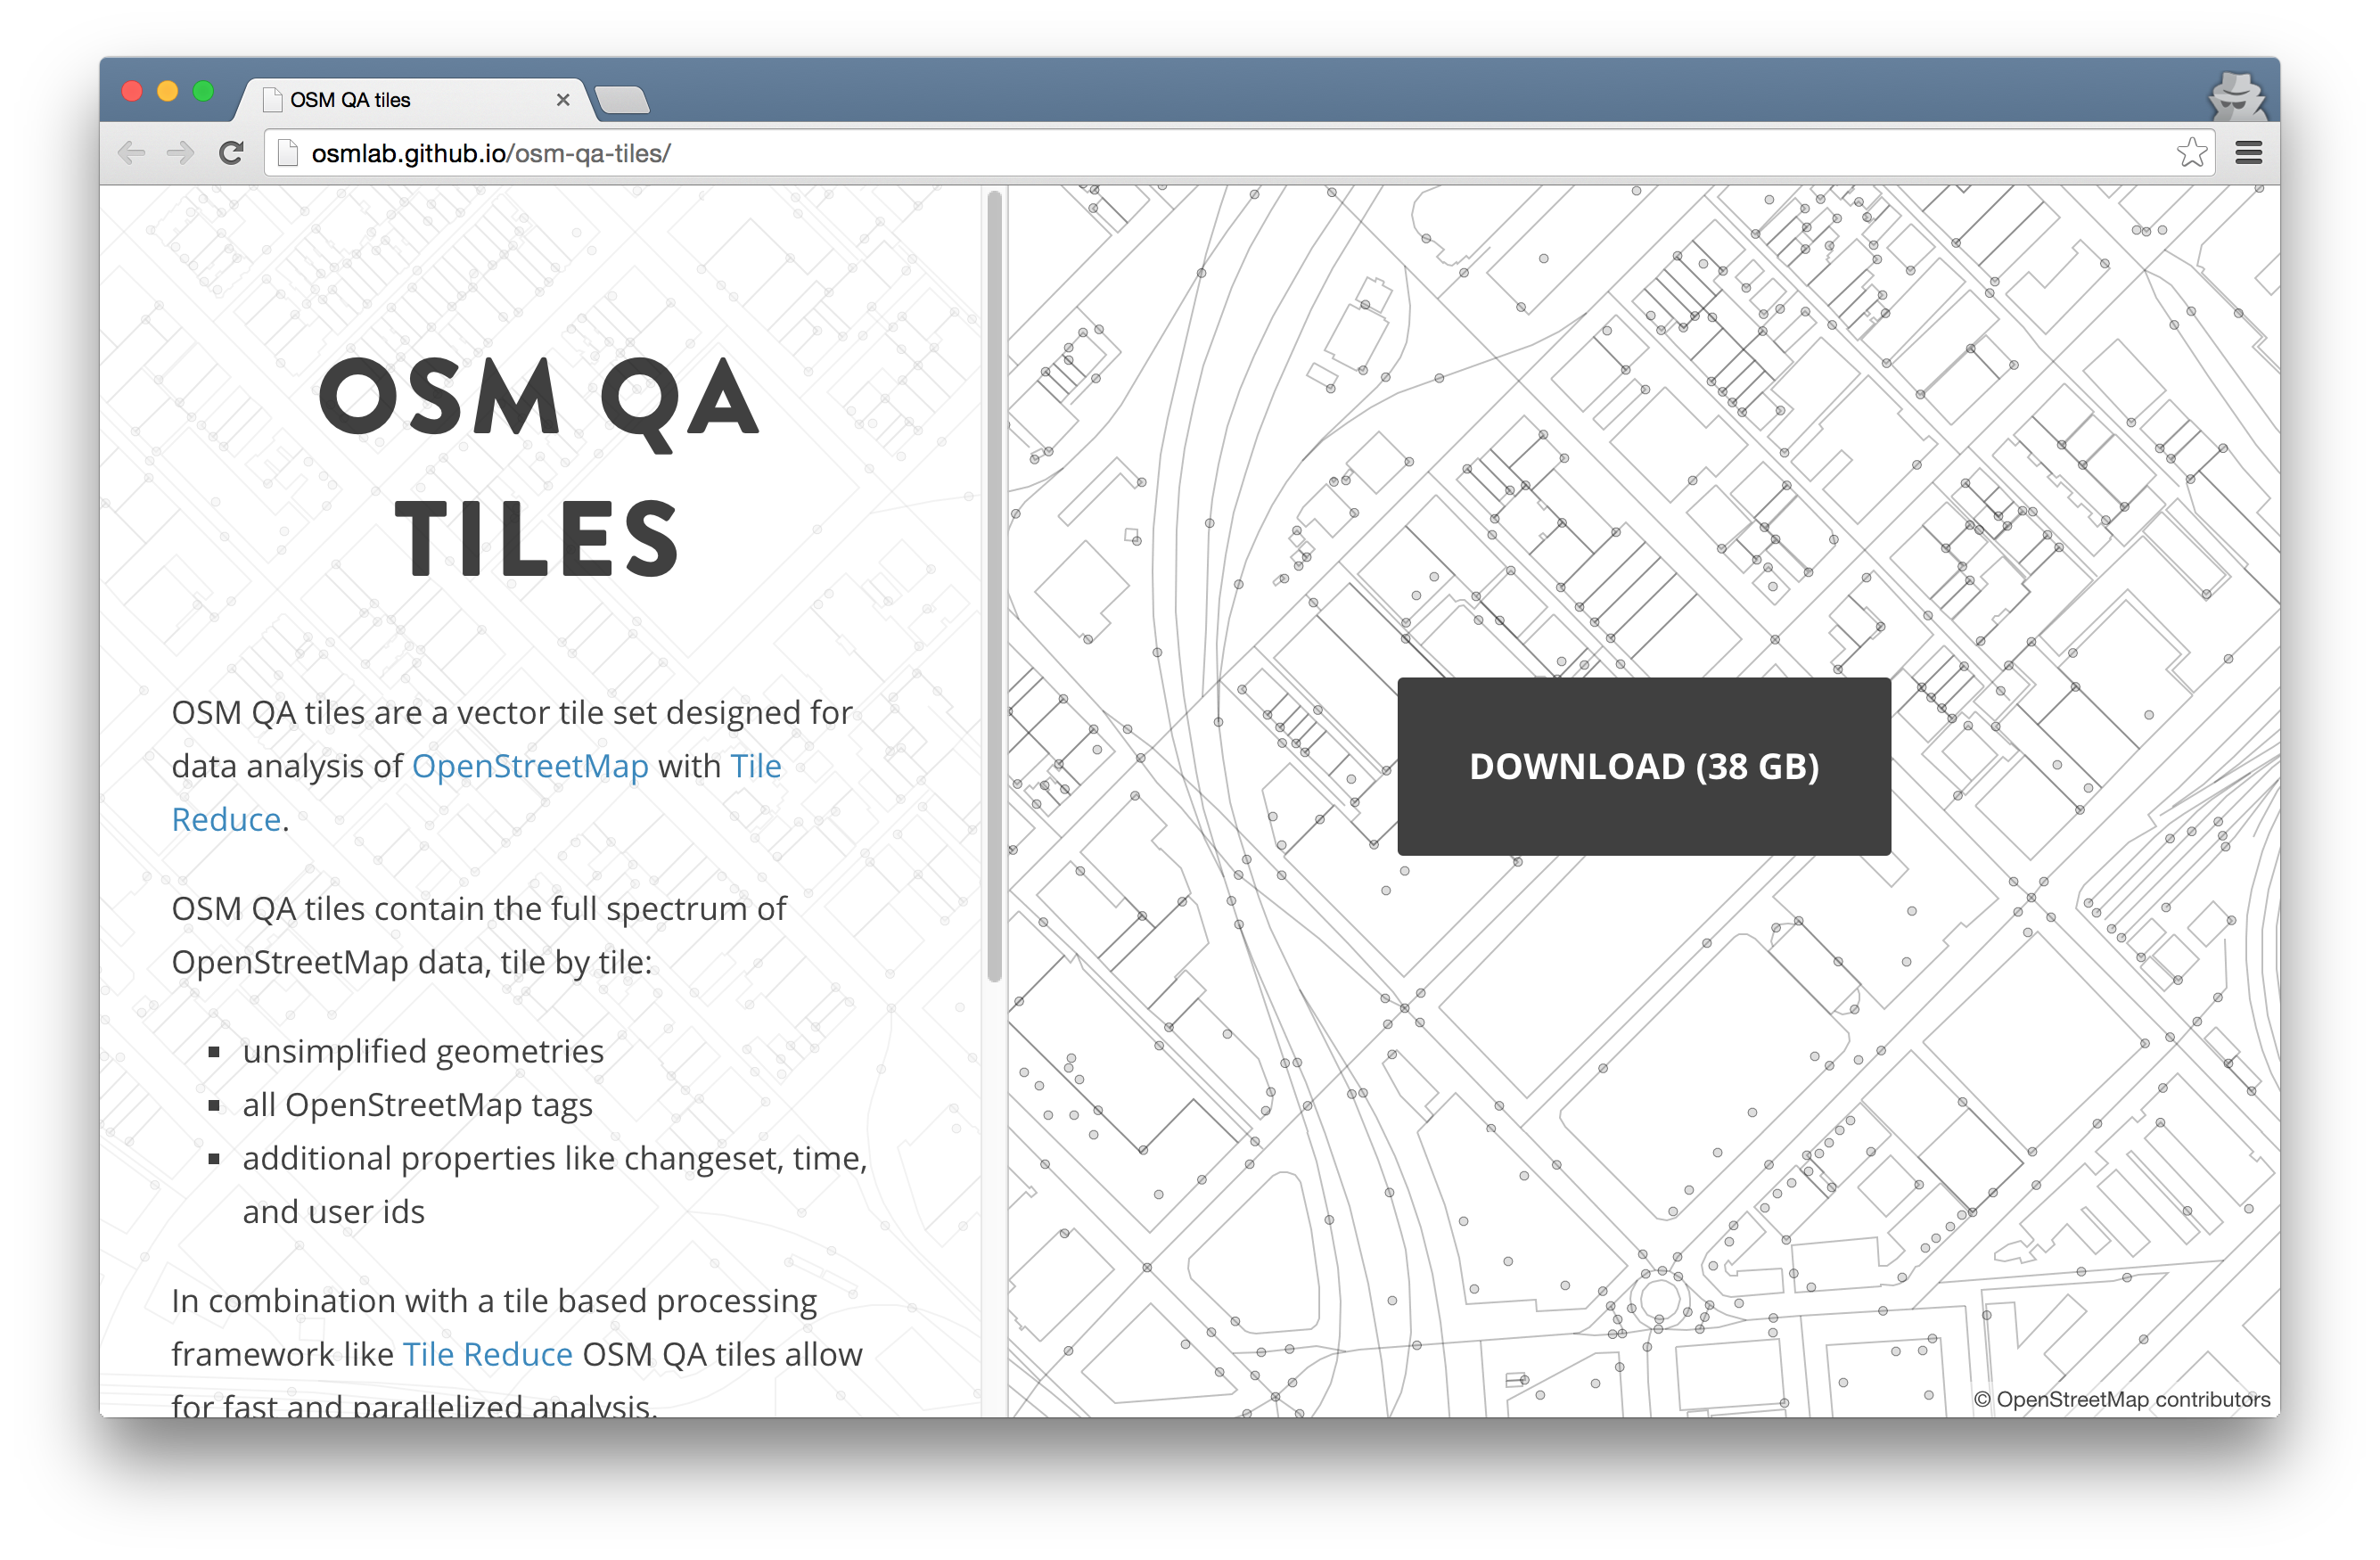 OSM QA tiles
osmlab.github.io/osm-qa-tiles/
OSM QA
TILES
OSM QA tiles are a vector tile set designed for
data analysis of OpenStreetMap with Tile
Reduce.
OSM QA tiles contain the full spectrum of
OpenStreetMap data, tile by tile:
unsimplified geometries
all OpenStreetMap tags
additional properties like changeset, time,
and user ids
In combination with a tile based processing
framework like Tile Reduce OSM QA tiles allow
for fast and parallelized analysis.
DOWNLOAD (38 GB)
© OpenStreetMap contributors